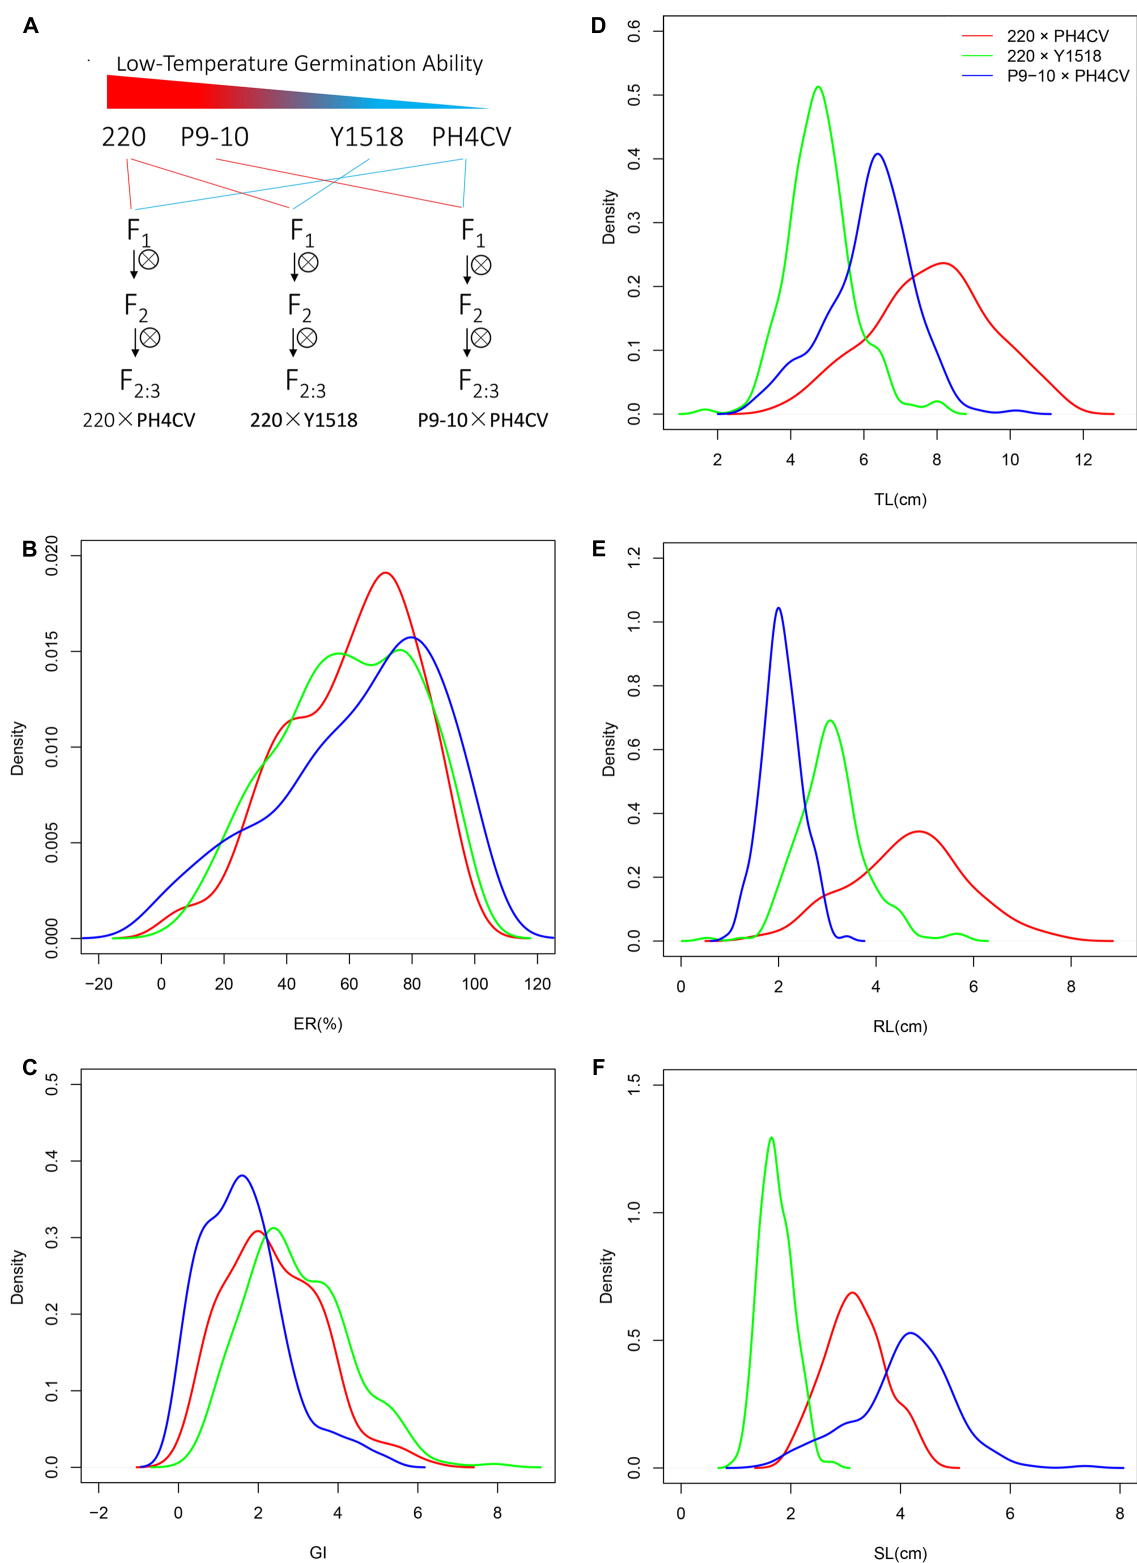 A
Low-Temperature Germination Ability
220 P9-10 Y1518 PH4CV
F1 F1 F1
F2 F2 F2
F2:3 F2:3 F2:3
220×PH4CV 220×Y1518 P9-10×PH4CV
D
220 × PH4CV
220 × Y1518
P9−10 × PH4CV
Density
0.0 0.1 0.2 0.3 0.4 0.5 0.6
2 4 6 8 10 12
TL(cm)
B
Density
0.000 0.005 0.010 0.015 0.020
−20 0 20 40 60 80 100 120
ER(%)
E
Density
0.0 0.2 0.4 0.6 0.8 1.0 1.2
0 2 4 6 8
RL(cm)
C
Density
0.0 0.1 0.2 0.3 0.4 0.5
−2 0 2 4 6 8
GI
F
Density
0.0 0.5 1.0 1.5
0 2 4 6 8
SL(cm)